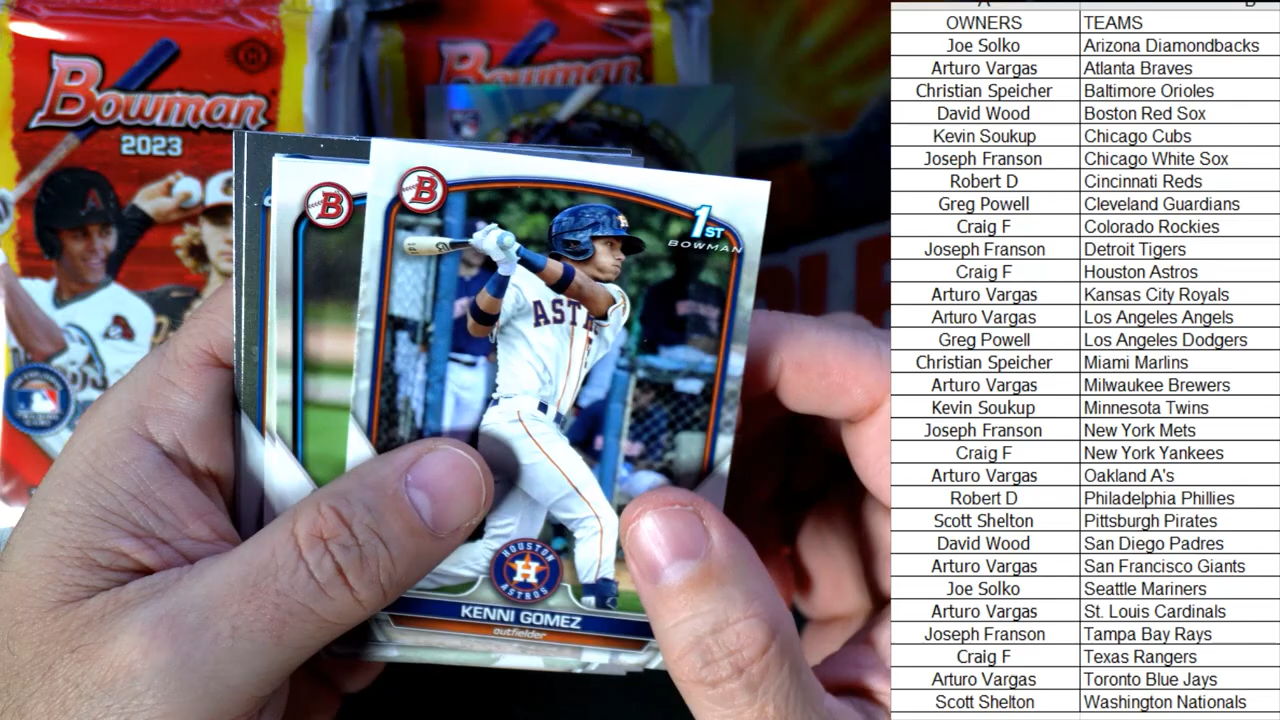 Bowman
2023
Bowman
B
B
1ST
BOWMAN
ASTR
HOUSTON
H
ASTROS
KENNI GOMEZ
outfielder
OWNERS TEAMS
Joe Solko Arizona Diamondbacks
Arturo Vargas Atlanta Braves
Christian Speicher Baltimore Orioles
David Wood Boston Red Sox
Kevin Soukup Chicago Cubs
Joseph Franson Chicago White Sox
Robert D Cincinnati Reds
Greg Powell Cleveland Guardians
Craig F Colorado Rockies
Joseph Franson Detroit Tigers
Craig F Houston Astros
Arturo Vargas Kansas City Royals
Arturo Vargas Los Angeles Angels
Greg Powell Los Angeles Dodgers
Christian Speicher Miami Marlins
Arturo Vargas Milwaukee Brewers
Kevin Soukup Minnesota Twins
Joseph Franson New York Mets
Craig F New York Yankees
Arturo Vargas Oakland A's
Robert D Philadelphia Phillies
Scott Shelton Pittsburgh Pirates
David Wood San Diego Padres
Arturo Vargas San Francisco Giants
Joe Solko Seattle Mariners
Arturo Vargas St. Louis Cardinals
Joseph Franson Tampa Bay Rays
Craig F Texas Rangers
Arturo Vargas Toronto Blue Jays
Scott Shelton Washington Nationals